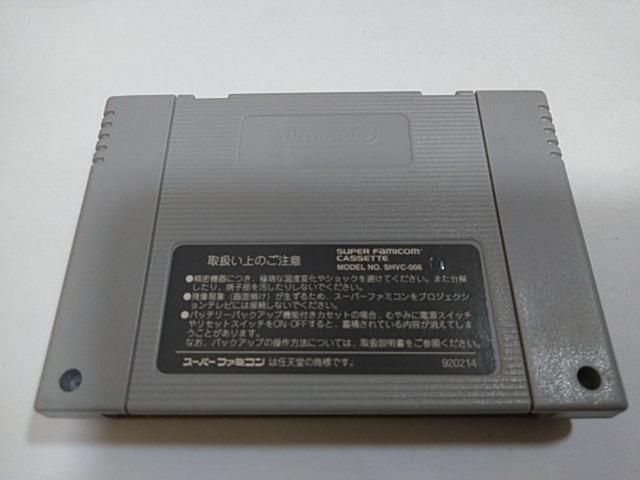 Nintendo
取扱い上のご注意
SUPER FAMICOM
CASSETTE
MODEL NO. SHVC-006
●精密機器につき、極端な温度変化やショックを避けてください。また分解
したり、端子部を汚したりしないでください。
●残像現象（画面焼け）が生ずるため、スーパーファミコンをプロジェクシ
ョンテレビには接続しないでください。
●バッテリーバックアップ機能付きカセットの場合、むやみに電源スイッチ
やリセットスイッチをON・OFFすると、蓄積されている内容が消えてしま
うことがあります。
なお、バックアップの操作方法については、取扱説明書をご参照ください。
スーパーファミコンは任天堂の商標です。
920214